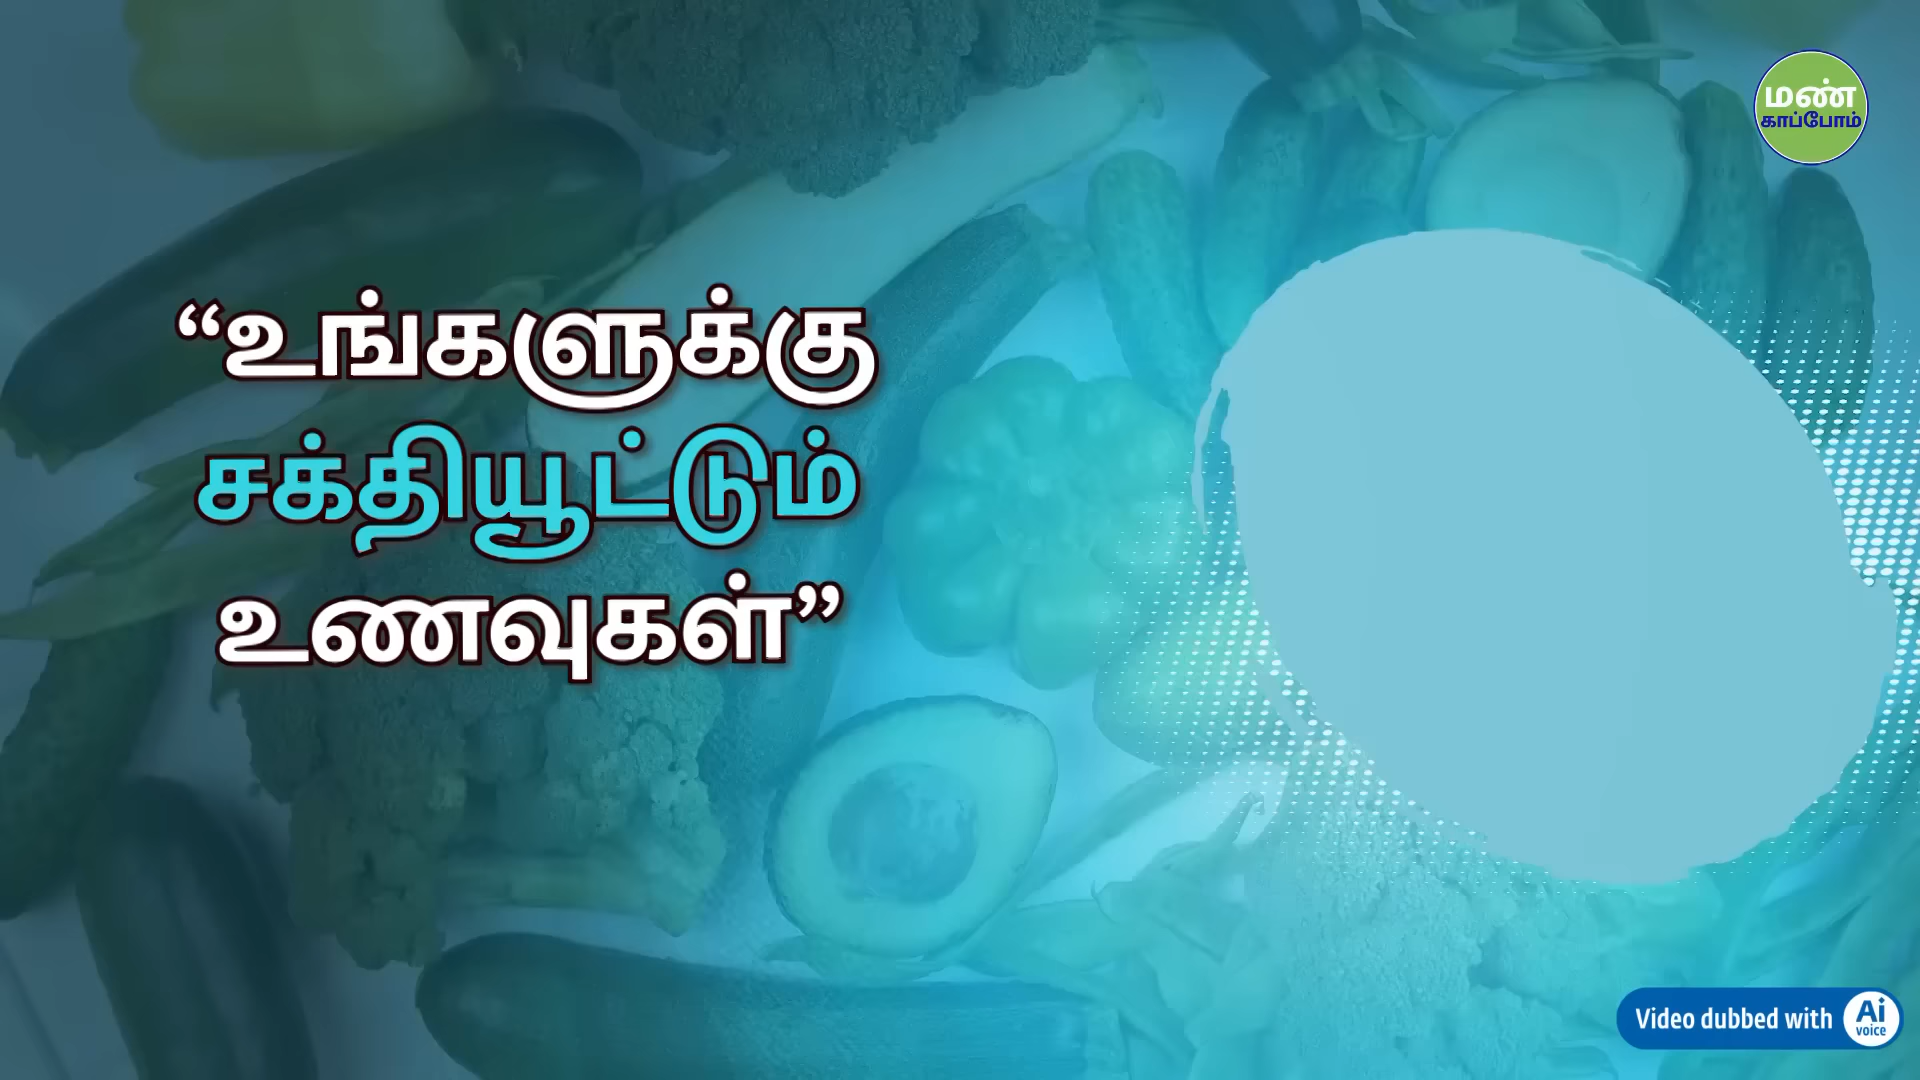 மண்
காப்போம்
“உங்களுக்கு
சக்தியூட்டும்
உணவுகள்”
Video dubbed with
Ai
voice